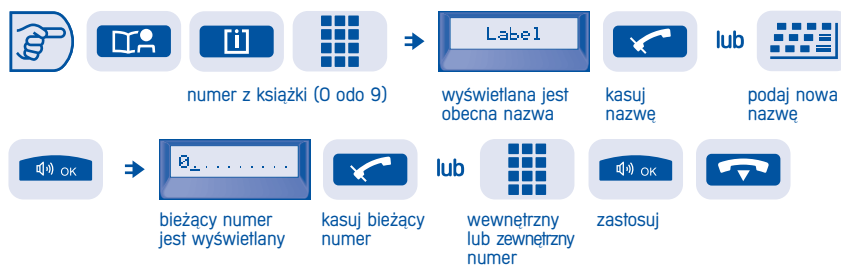 Label
lub
numer z książki (0 odo 9)
wyświetlana jest
obecna nazwa
kasuj
nazwę
podaj nowa
nazwę
OK
0_........
lub
OK
bieżący numer
jest wyświetlany
kasuj bieżący
numer
wewnętrzny
lub zewnętrzny
numer
zastosuj